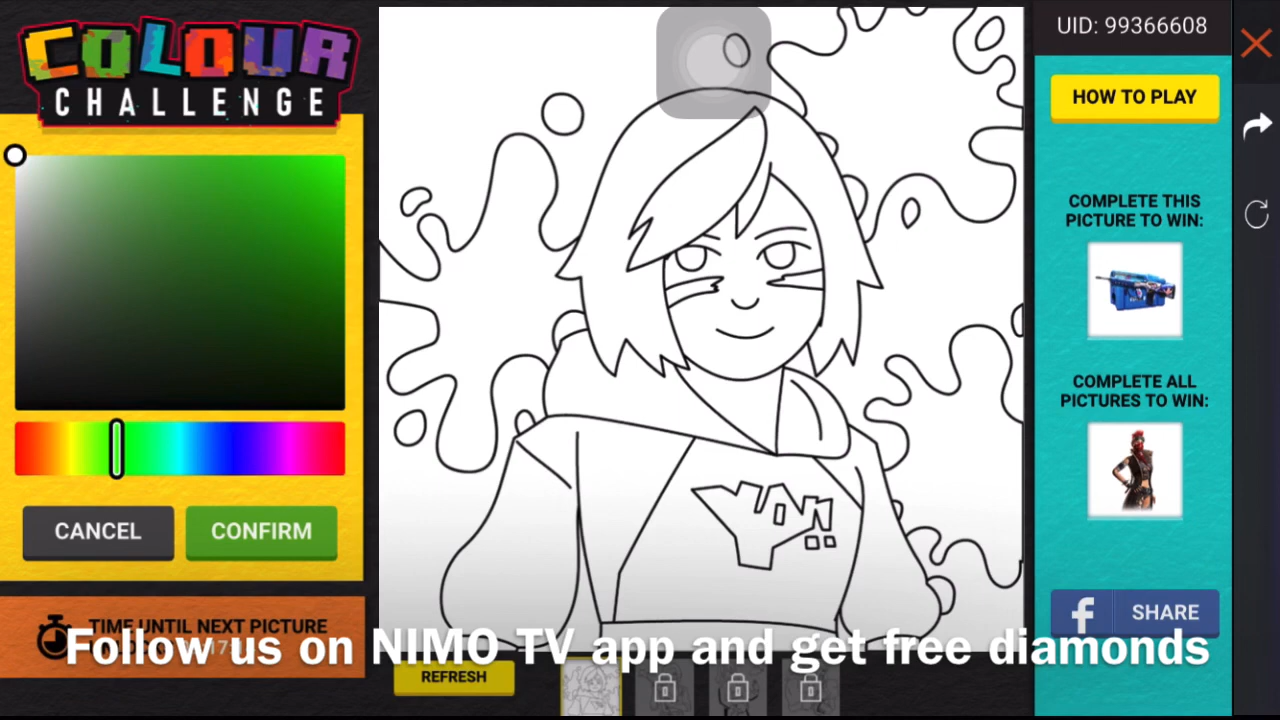 COLOUR
CHALLENGE
CANCEL
CONFIRM
TIME UNTIL NEXT PICTURE
UID: 99366608
HOW TO PLAY
COMPLETE THIS
PICTURE TO WIN:
COMPLETE ALL
PICTURES TO WIN:
f SHARE
YAY!!
Follow us on NIMO TV app and get free diamonds
REFRESH